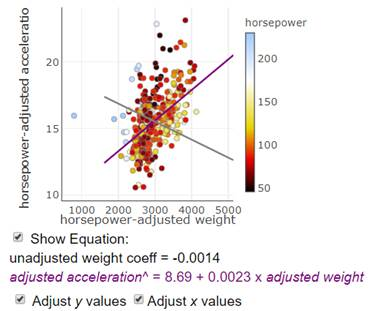 horsepower
horsepower-adjusted acceleratio
20
15
10
200
150
100
50
1000 2000 3000 4000 5000
horsepower-adjusted weight
Show Equation:
unadjusted weight coeff = -0.0014
adjusted acceleration^ = 8.69 + 0.0023 x adjusted weight
Adjust y values Adjust x values